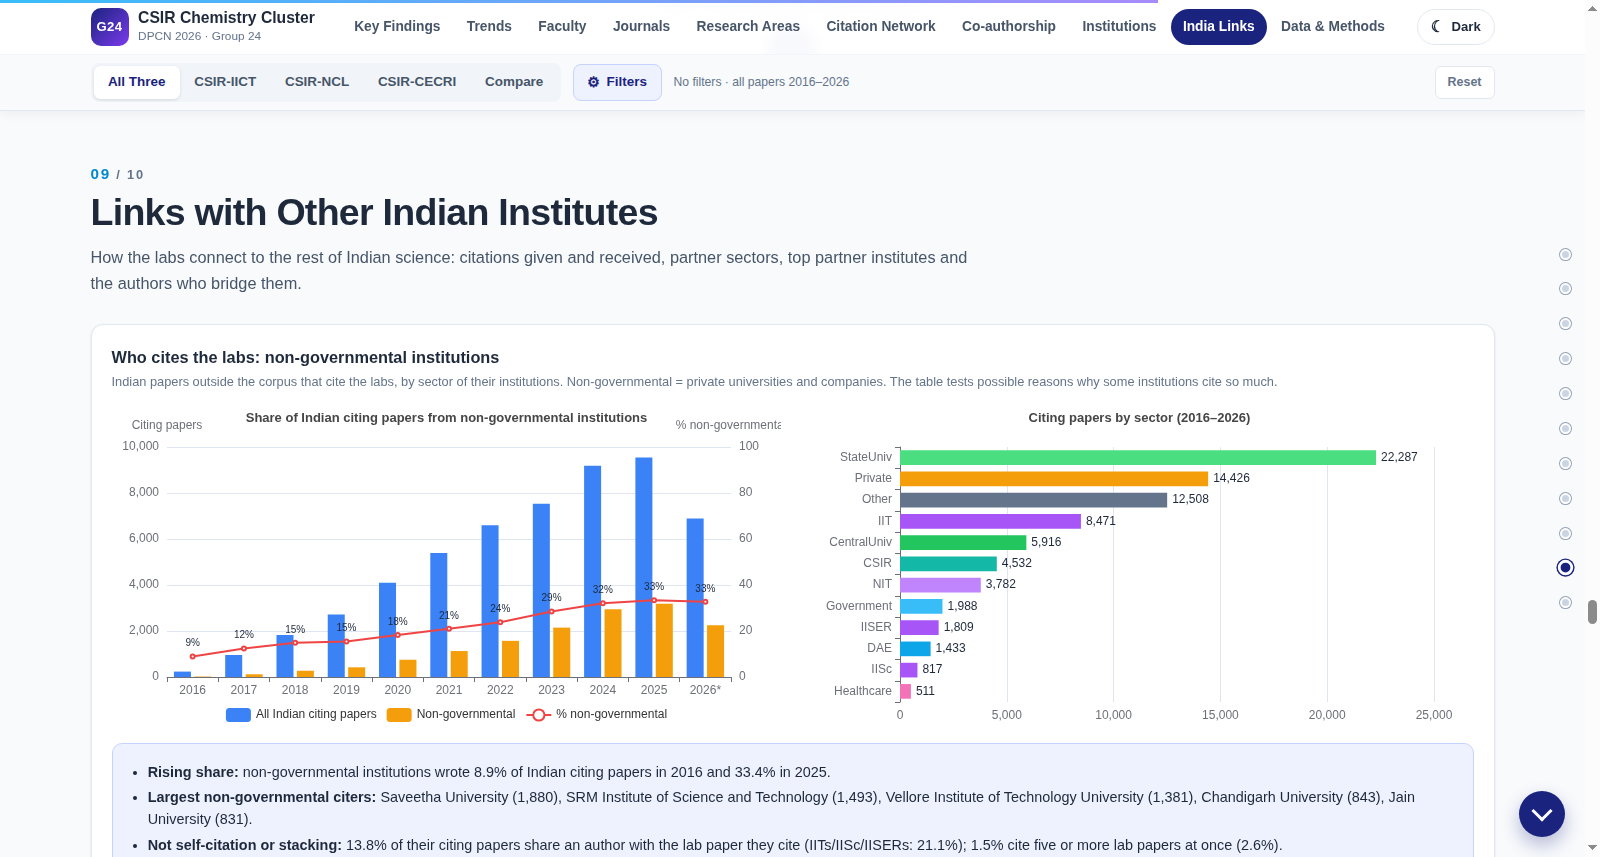 G24
CSIR Chemistry Cluster
DPCN 2026 · Group 24
Key Findings
Trends
Faculty
Journals
Research Areas
Citation Network
Co-authorship
Institutions
India Links
Data & Methods
Dark
All Three
CSIR-IICT
CSIR-NCL
CSIR-CECRI
Compare
Filters
No filters · all papers 2016–2026
Reset
09 / 10
Links with Other Indian Institutes
How the labs connect to the rest of Indian science: citations given and received, partner sectors, top partner institutes and
the authors who bridge them.
Who cites the labs: non-governmental institutions
Indian papers outside the corpus that cite the labs, by sector of their institutions. Non-governmental = private universities and companies. The table tests possible reasons why some institutions cite so much.
Share of Indian citing papers from non-governmental institutions
Citing papers
% non-governmenta
10,000
8,000
6,000
4,000
2,000
0
100
80
60
40
20
0
9%
12%
15%
15%
18%
21%
24%
29%
32%
33%
33%
2016
2017
2018
2019
2020
2021
2022
2023
2024
2025
2026*
All Indian citing papers
Non-governmental
% non-governmental
Citing papers by sector (2016–2026)
StateUniv 22,287
Private 14,426
Other 12,508
IIT 8,471
CentralUniv 5,916
CSIR 4,532
NIT 3,782
Government 1,988
IISER 1,809
DAE 1,433
IISc 817
Healthcare 511
0
5,000
10,000
15,000
20,000
25,000
• Rising share: non-governmental institutions wrote 8.9% of Indian citing papers in 2016 and 33.4% in 2025.
• Largest non-governmental citers: Saveetha University (1,880), SRM Institute of Science and Technology (1,493), Vellore Institute of Technology University (1,381), Chandigarh University (843), Jain
University (831).
• Not self-citation or stacking: 13.8% of their citing papers share an author with the lab paper they cite (IITs/IISc/IISERs: 21.1%); 1.5% cite five or more lab papers at once (2.6%).